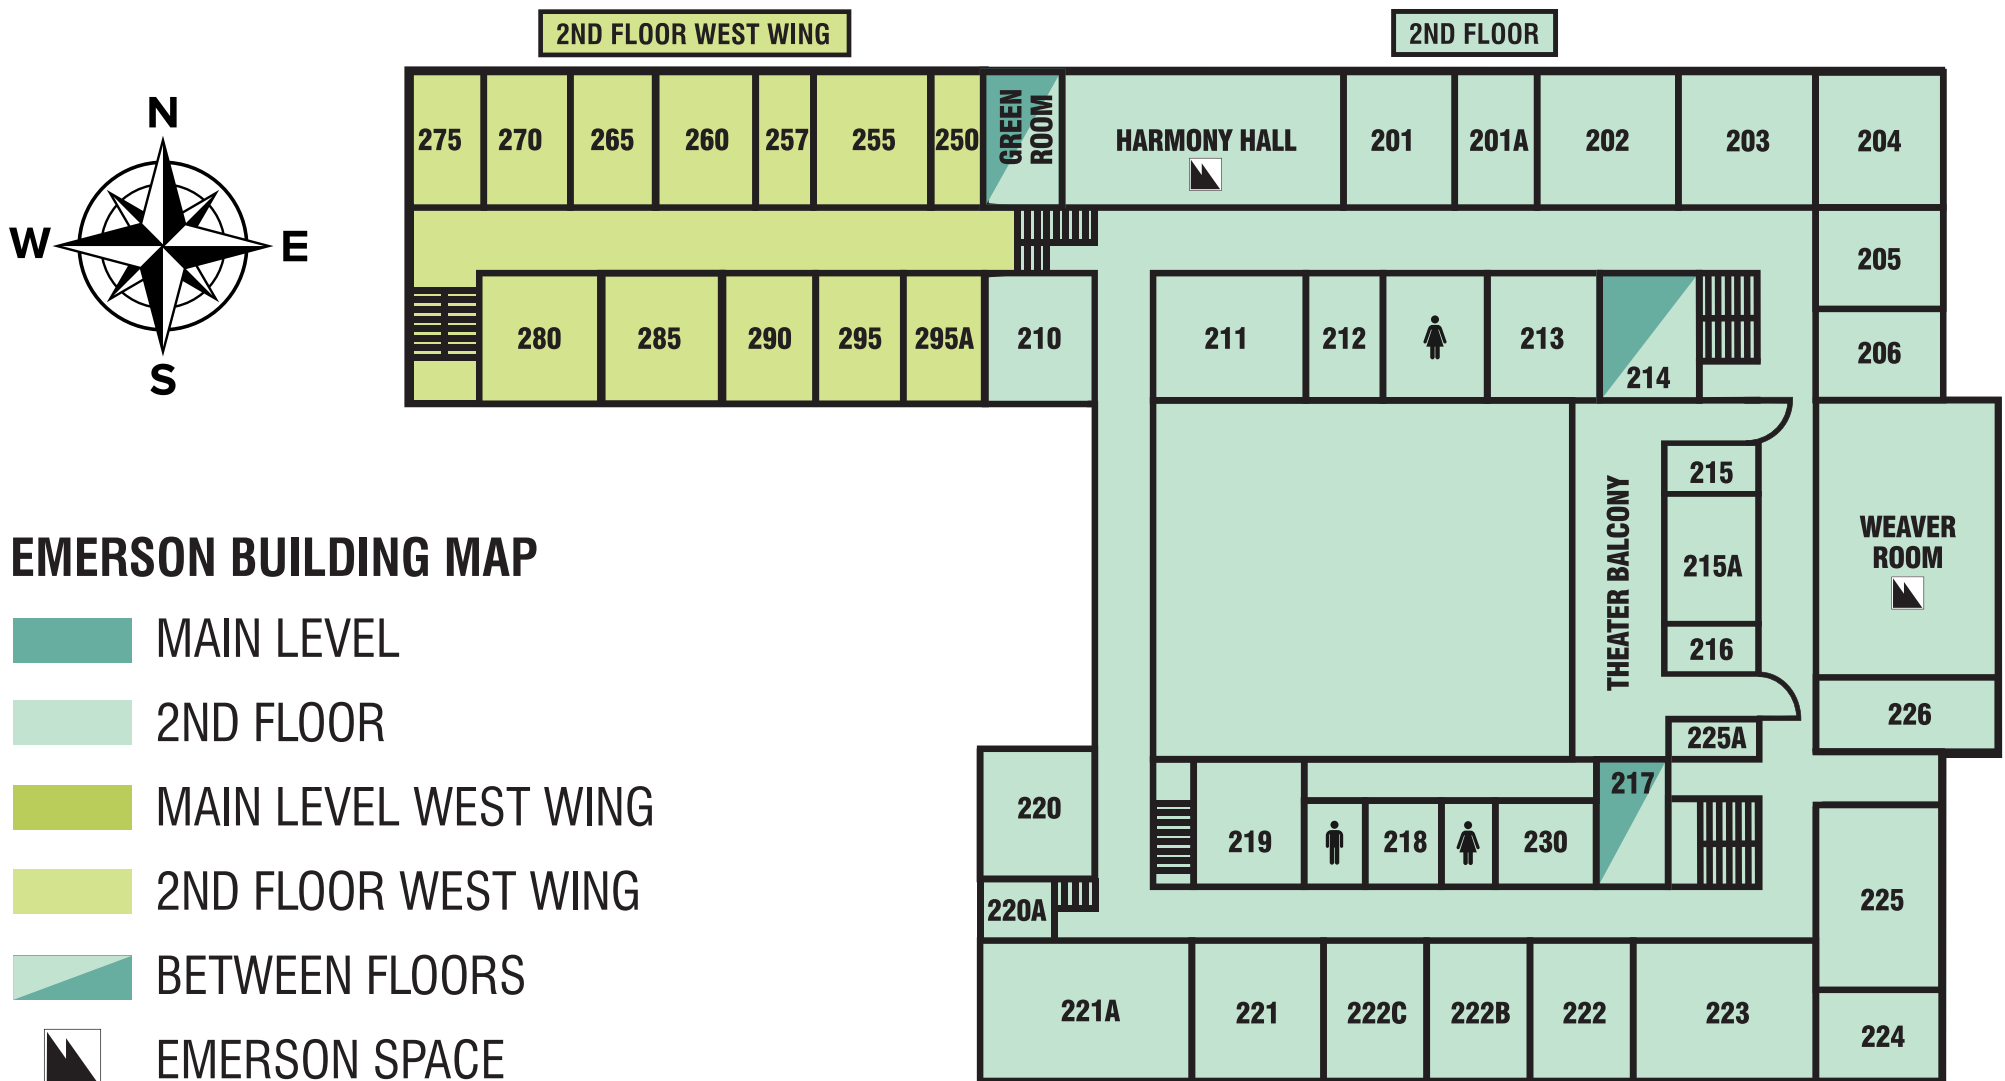 2ND FLOOR WEST WING
2ND FLOOR
N
W
E
S
275
270
265
260
257
255
250
GREEN
ROOM
HARMONY HALL
201
201A
202
203
204
205
206
280
285
290
295
295A
210
211
212
213
214
215
215A
216
THEATER BALCONY
WEAVER
ROOM
226
225A
217
220
219
218
230
220A
225
221A
221
222C
222B
222
223
224
EMERSON BUILDING MAP
MAIN LEVEL
2ND FLOOR
MAIN LEVEL WEST WING
2ND FLOOR WEST WING
BETWEEN FLOORS
EMERSON SPACE